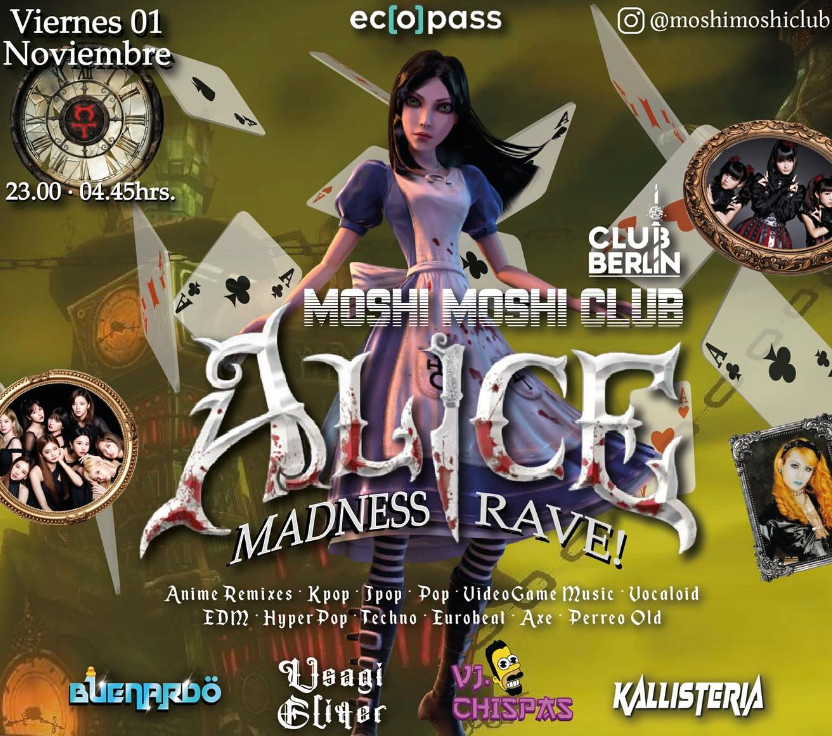 Viernes 01
Noviembre
ec[o]pass
@moshimoshiclub
23.00 · 04.45hrs.
CLUB
BERLIN
MOSHI MOSHI CLUB
ALICE
MADNESS RAVE!
Anime Remixes · Kpop · Jpop · Pop · VideoGame Music · Vocaloid
EDM · HyperPop · Techno · Eurobeat · Axe · Perreo Old
BUENARDÖ
Usagi
Glitter
VJ.
CHISPAS
KALLISTERIA